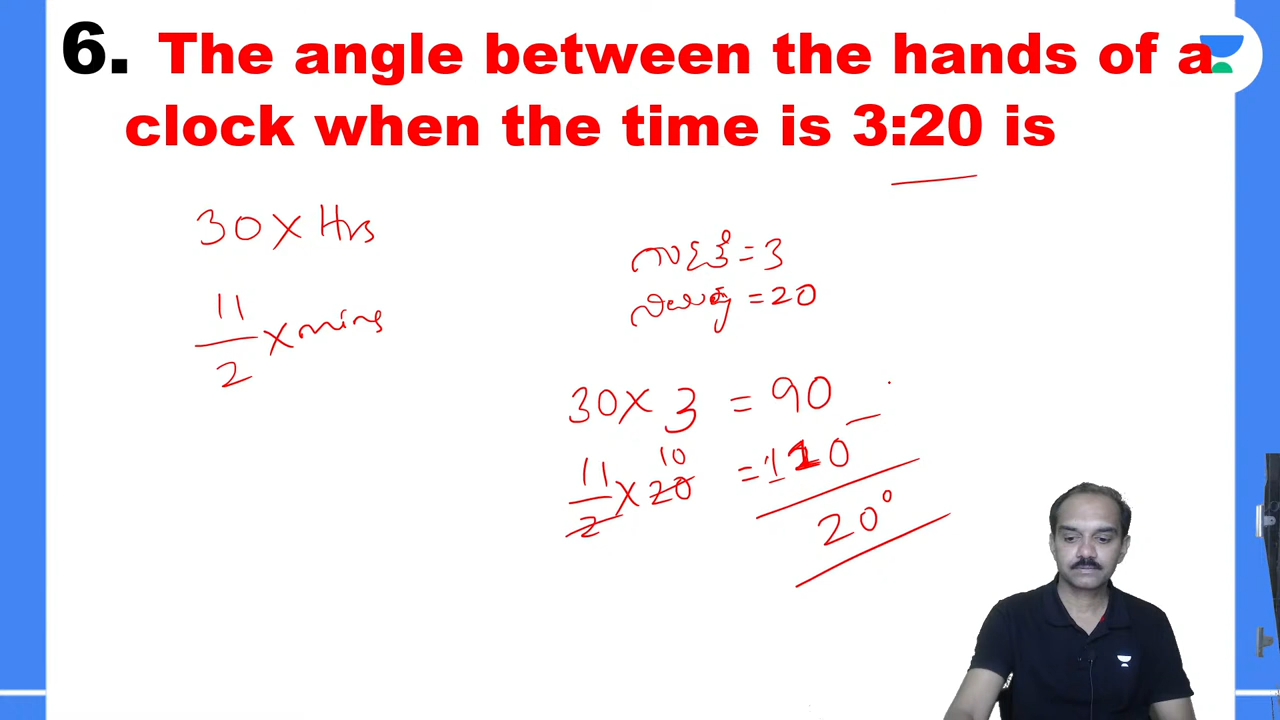 6. The angle between the hands of a
clock when the time is 3:20 is
30 X Hrs
11/2 X mins
= 3
= 20
30 X 3 = 90 –
11/2 X 20 10 = 110
20°